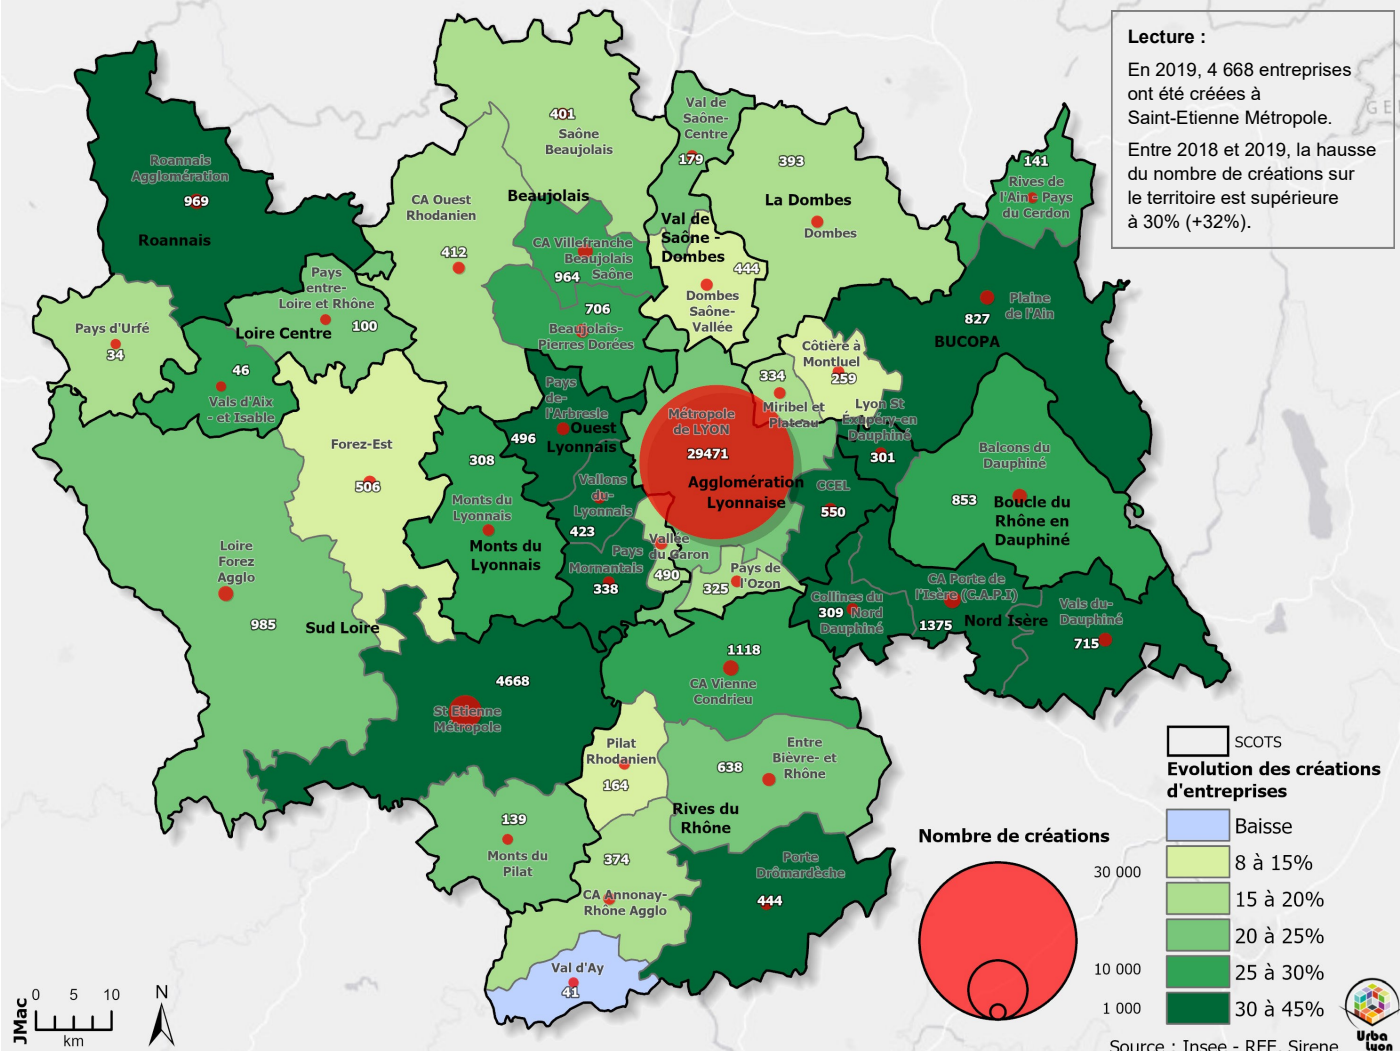 Lecture :
En 2019, 4 668 entreprises
ont été créées à
Saint-Etienne Métropole.
Entre 2018 et 2019, la hausse
du nombre de créations sur
le territoire est supérieure
à 30% (+32%).
401
Saône
Beaujolais
Val de
Saône-
Centre
179
393
La Dombes
Dombes
141
Rives de
l'Ain - Pays
du Cerdon
Roannais
Agglomération
969
Roannais
CA Ouest
Rhodanien
412
Beaujolais
CA Villefranche
Beaujolais
Saône
964
Val de
Saône -
Dombes
444
Dombes
Saône-
Vallée
706
Beaujolais-
Pierres Dorées
Pays
entre-
Loire et Rhône
100
Loire Centre
Pays d'Urfé
34
46
Vals d'Aix
- et Isable
Plaine
de l'Ain
827
BUCOPA
Côtière à
Montluel
259
334
Miribel et
Plateau
Lyon St
Exupéry-en
Dauphiné
301
Pays
de-
l'Arbresle
496
Ouest
Lyonnais
Métropole
de LYON
29471
Agglomération
Lyonnaise
Forez-Est
506
308
Monts du
Lyonnais
Monts du
Lyonnais
Vallons
du-
Lyonnais
423
CCEL
550
Balcons du
Dauphiné
853
Boucle du
Rhône en
Dauphiné
Loire
Forez
Agglo
985
Sud Loire
Pays
Mornantais
338
Vallée
du Garon
490
Pays de
l'Ozon
325
Collines du
309 Nord
Dauphiné
CA Porte de
l'Isère (C.A.P.I)
1375
Nord Isère
Vals du-
Dauphiné
715
1118
CA Vienne
Condrieu
4668
St Etienne
Métropole
Pilat
Rhodanien
164
638
Entre
Bièvre- et
Rhône
Rives du
Rhône
139
Monts du
Pilat
374
CA Annonay-
Rhône Agglo
Porte
Drômardèche
444
Val d'Ay
41
SCOTS
Evolution des créations
d'entreprises
Baisse
8 à 15%
15 à 20%
20 à 25%
25 à 30%
30 à 45%
Nombre de créations
30 000
10 000
1 000
JMac
0 5 10
km
N
Source : Insee - REE, Sirene
Urba
Lyon